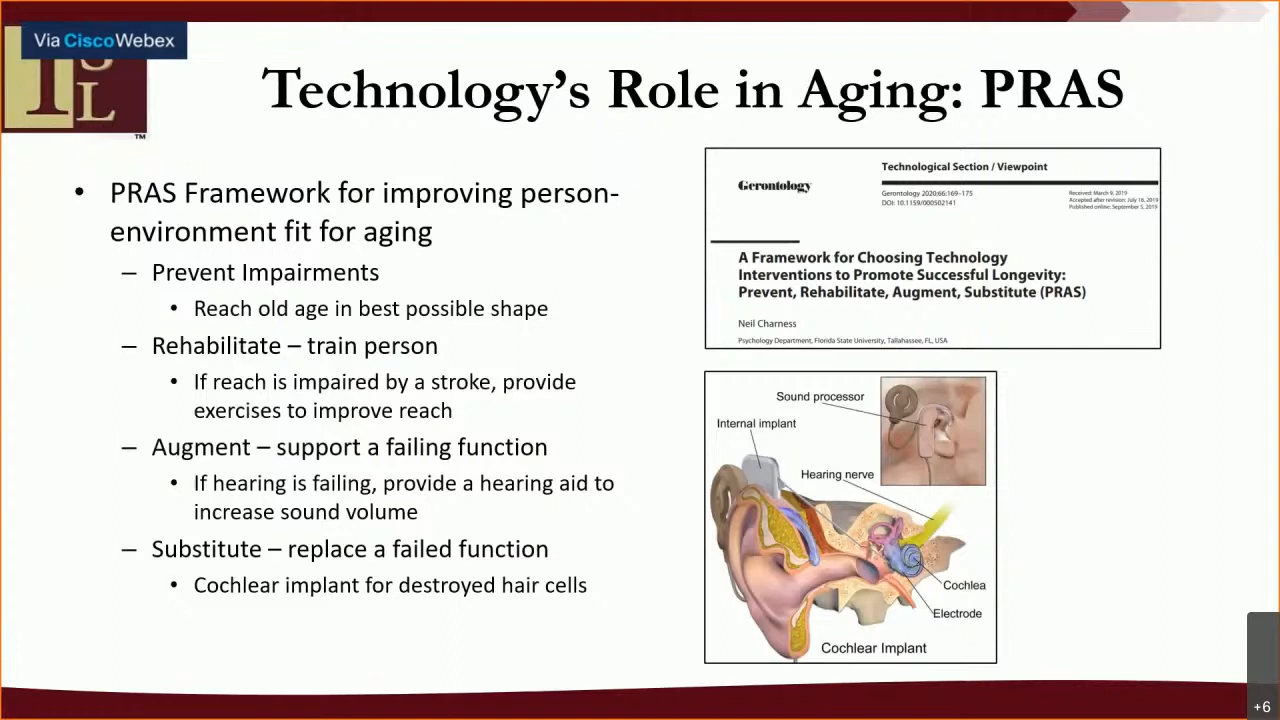 Via CiscoWebex
I S L
™
Technology's Role in Aging: PRAS
• PRAS Framework for improving person-
environment fit for aging
– Prevent Impairments
• Reach old age in best possible shape
– Rehabilitate – train person
• If reach is impaired by a stroke, provide
exercises to improve reach
– Augment – support a failing function
• If hearing is failing, provide a hearing aid to
increase sound volume
– Substitute – replace a failed function
• Cochlear implant for destroyed hair cells
Technological Section / Viewpoint
Gerontology
Gerontology 2020;66:169–175
DOI: 10.1159/000502141
Received: March 9, 2019
Accepted after revision: July 16, 2019
Published online: September 5, 2019
A Framework for Choosing Technology
Interventions to Promote Successful Longevity:
Prevent, Rehabilitate, Augment, Substitute (PRAS)
Neil Charness
Psychology Department, Florida State University, Tallahassee, FL, USA
Sound processor
Internal implant
Hearing nerve
Cochlea
Electrode
Cochlear Implant
+6